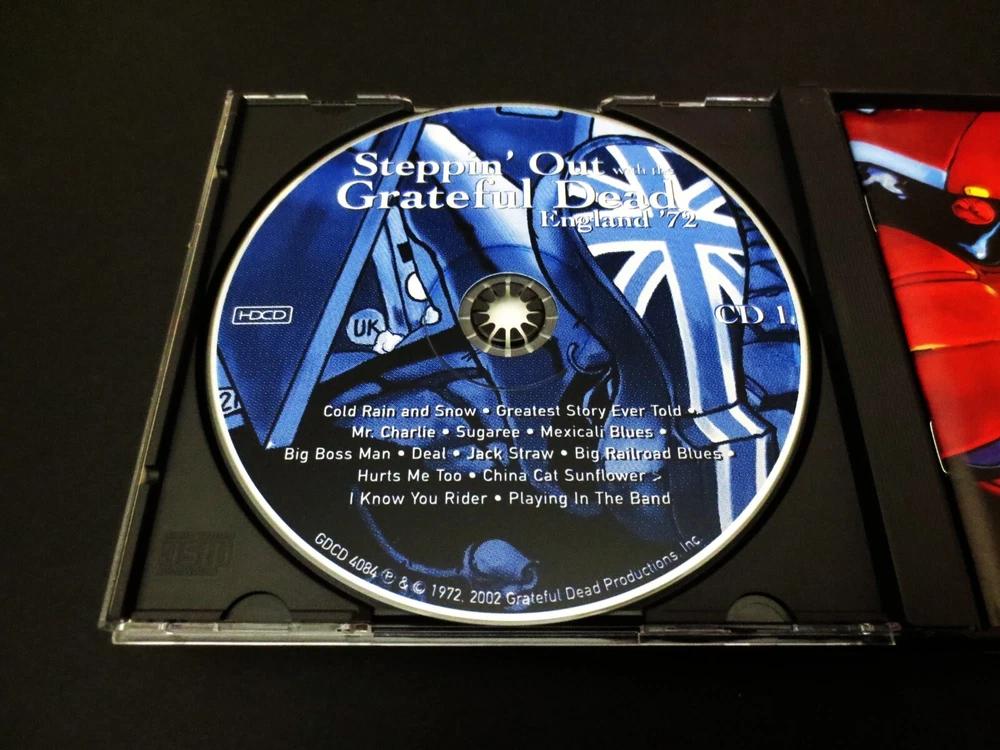 Steppin' Out with the
Grateful Dead
England '72
HDCD
CD 1
UK
Cold Rain and Snow • Greatest Story Ever Told •
Mr. Charlie • Sugaree • Mexicali Blues •
Big Boss Man • Deal • Jack Straw • Big Railroad Blues •
Hurts Me Too • China Cat Sunflower >
I Know You Rider • Playing In The Band
GDCD 4084 ℗ & © 1972, 2002 Grateful Dead Productions, Inc.